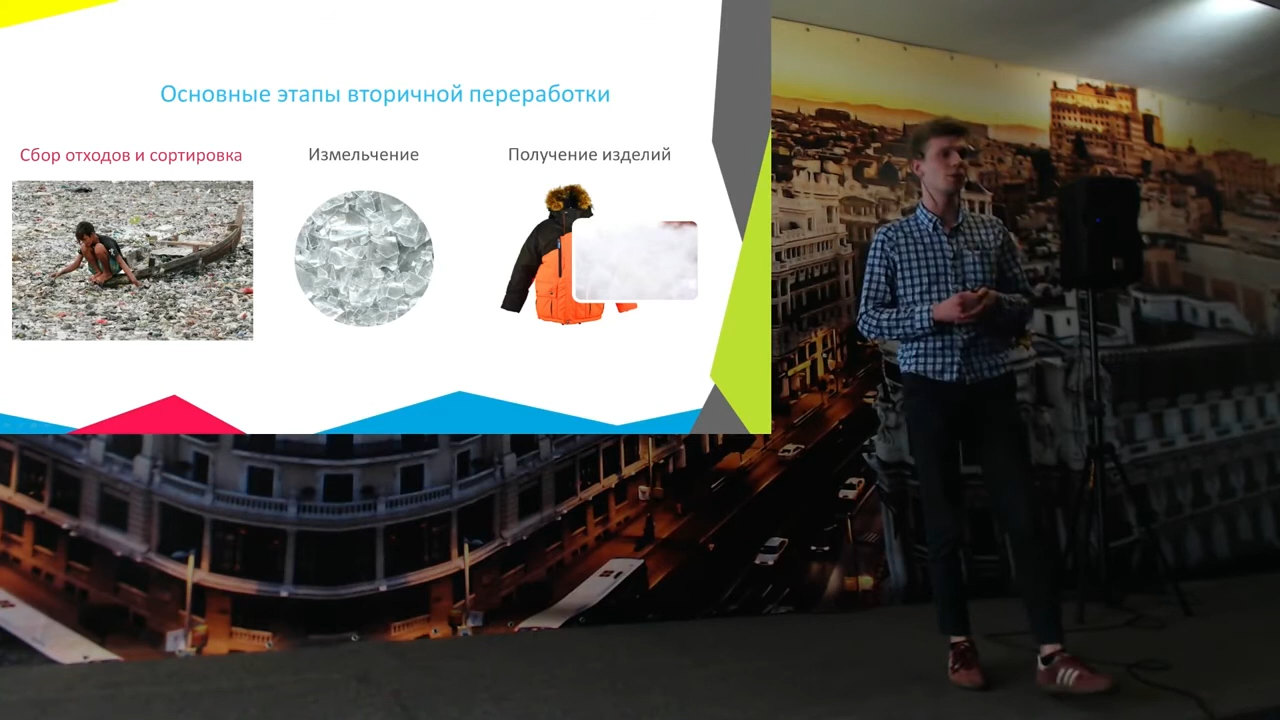 Основные этапы вторичной переработки
Сбор отходов и сортировка
Измельчение
Получение изделий